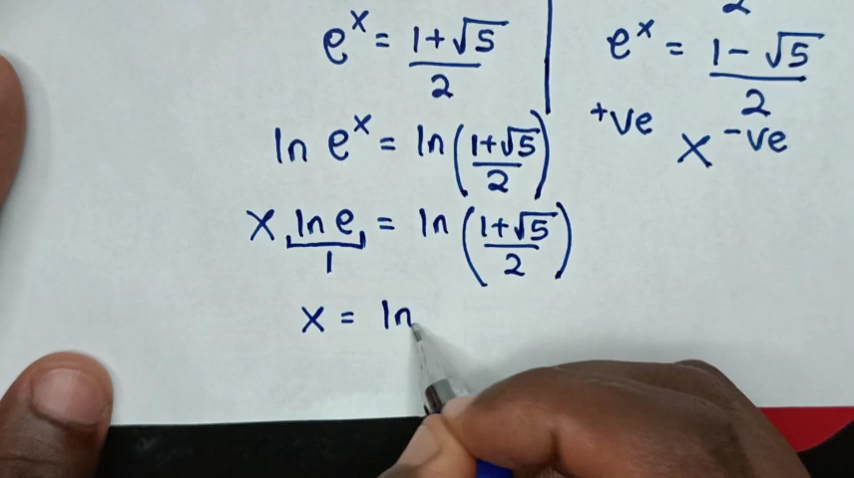 e^x = (1+√5)/2
ln e^x = ln((1+√5)/2)
x ln e = ln((1+√5)/2)
1
x = ln
e^x = (1-√5)/2
+ve x -ve